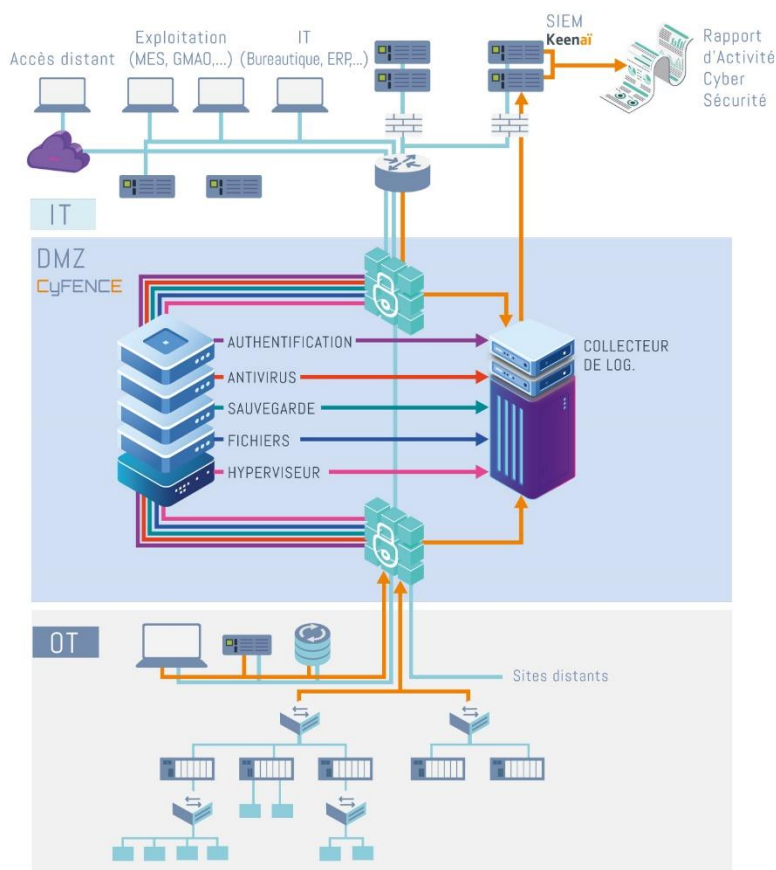 SIEM
Keenaï
Rapport
d'Activité
Cyber
Sécurité
Accès distant
Exploitation
(MES, GMAO,...)
IT
(Bureautique, ERP,...)
IT
DMZ
CyFENCE
AUTHENTIFICATION
ANTIVIRUS
SAUVEGARDE
FICHIERS
HYPERVISEUR
COLLECTEUR
DE LOG.
OT
Sites distants